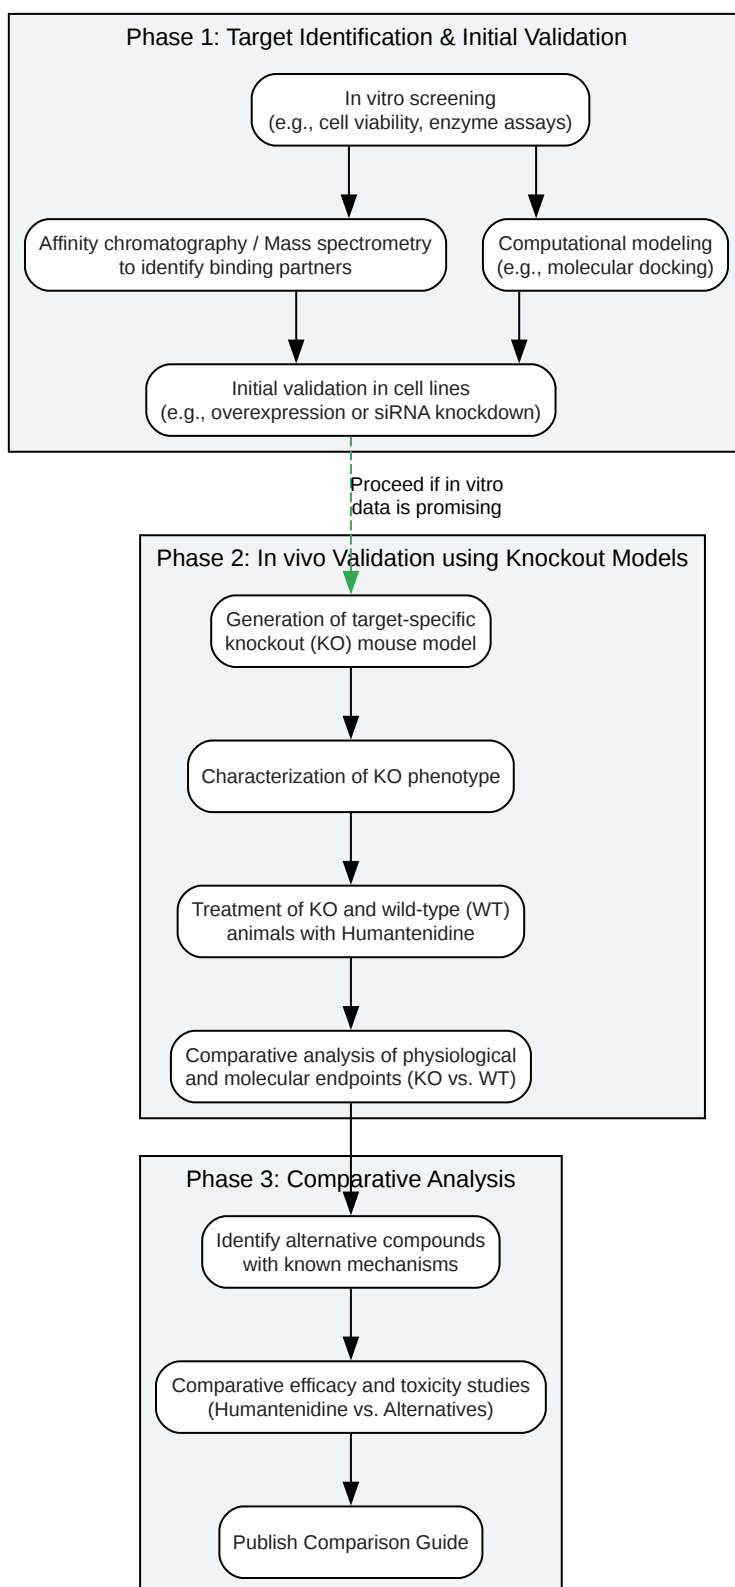 Phase 1: Target Identification & Initial Validation
In vitro screening
(e.g., cell viability, enzyme assays)
Affinity chromatography / Mass spectrometry
to identify binding partners
Computational modeling
(e.g., molecular docking)
Initial validation in cell lines
(e.g., overexpression or siRNA knockdown)
Proceed if in vitro
data is promising
Phase 2: In vivo Validation using Knockout Models
Generation of target-specific
knockout (KO) mouse model
Characterization of KO phenotype
Treatment of KO and wild-type (WT)
animals with Humantenidine
Comparative analysis of physiological
and molecular endpoints (KO vs. WT)
Phase 3: Comparative Analysis
Identify alternative compounds
with known mechanisms
Comparative efficacy and toxicity studies
(Humantenidine vs. Alternatives)
Publish Comparison Guide